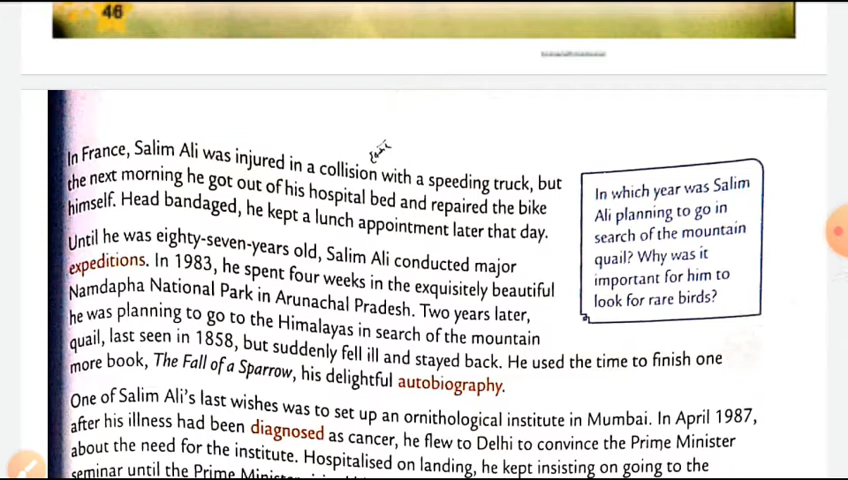 46
In France, Salim Ali was injured in a collision with a speeding truck, but
the next morning he got out of his hospital bed and repaired the bike
himself. Head bandaged, he kept a lunch appointment later that day.
Until he was eighty-seven-years old, Salim Ali conducted major
expeditions. In 1983, he spent four weeks in the exquisitely beautiful
Namdapha National Park in Arunachal Pradesh. Two years later,
he was planning to go to the Himalayas in search of the mountain
quail, last seen in 1858, but suddenly fell ill and stayed back. He used the time to finish one
more book, The Fall of a Sparrow, his delightful autobiography.
One of Salim Ali's last wishes was to set up an ornithological institute in Mumbai. In April 1987,
after his illness had been diagnosed as cancer, he flew to Delhi to convince the Prime Minister
about the need for the institute. Hospitalised on landing, he kept insisting on going to the
seminar until the Prime
In which year was Salim
Ali planning to go in
search of the mountain
quail? Why was it
important for him to
look for rare birds?